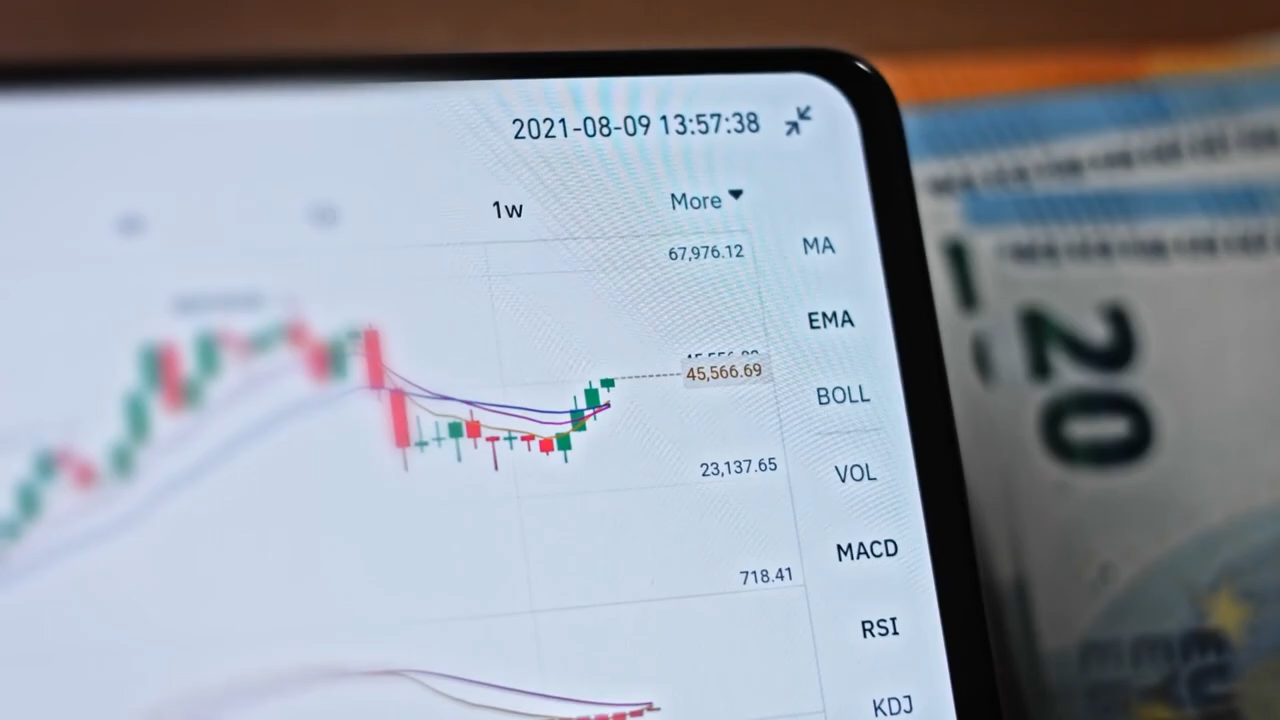 2021-08-09 13:57:38
1w
More
67,976.12
MA
EMA
45,566.69
BOLL
23,137.65
VOL
MACD
718.41
RSI
KDJ
20